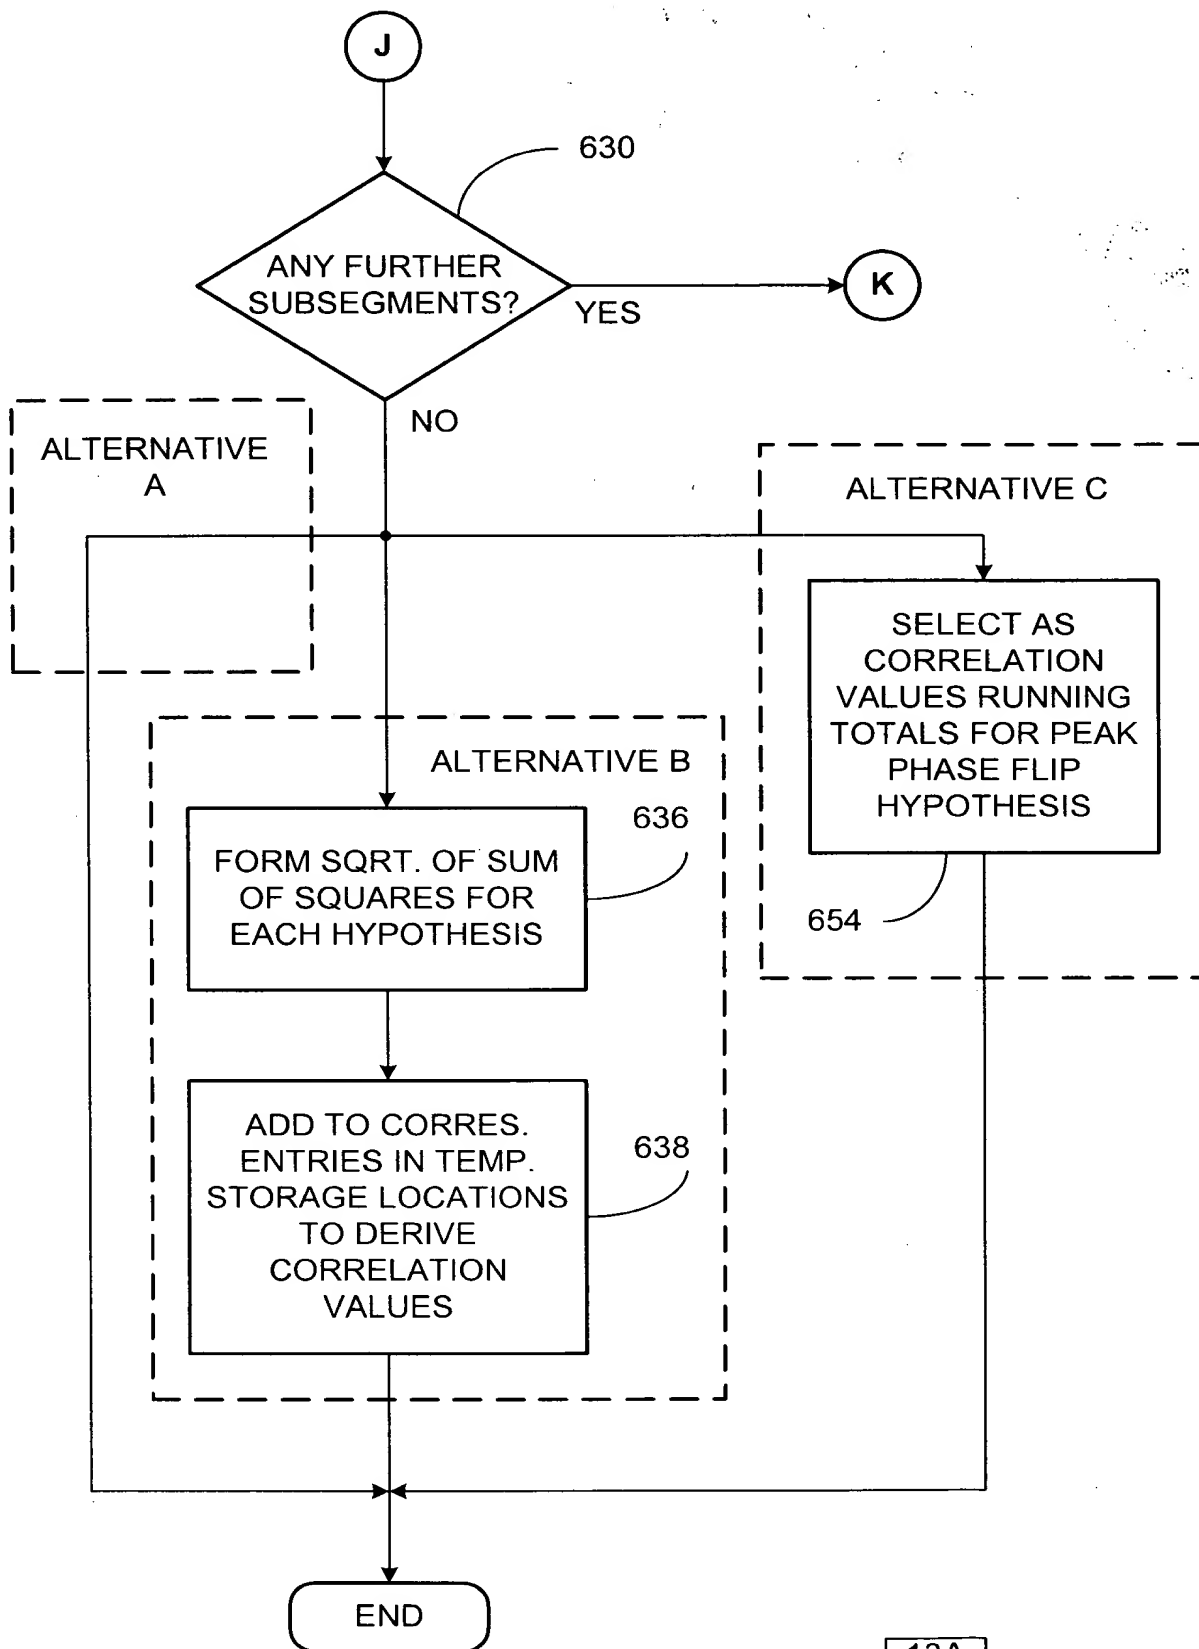 J
630
ANY FURTHER
SUBSEGMENTS?
YES
K
NO
ALTERNATIVE
A
ALTERNATIVE C
SELECT AS
CORRELATION
VALUES RUNNING
TOTALS FOR PEAK
PHASE FLIP
HYPOTHESIS
654
ALTERNATIVE B
636
FORM SQRT. OF SUM
OF SQUARES FOR
EACH HYPOTHESIS
638
ADD TO CORRES.
ENTRIES IN TEMP.
STORAGE LOCATIONS
TO DERIVE
CORRELATION
VALUES
END